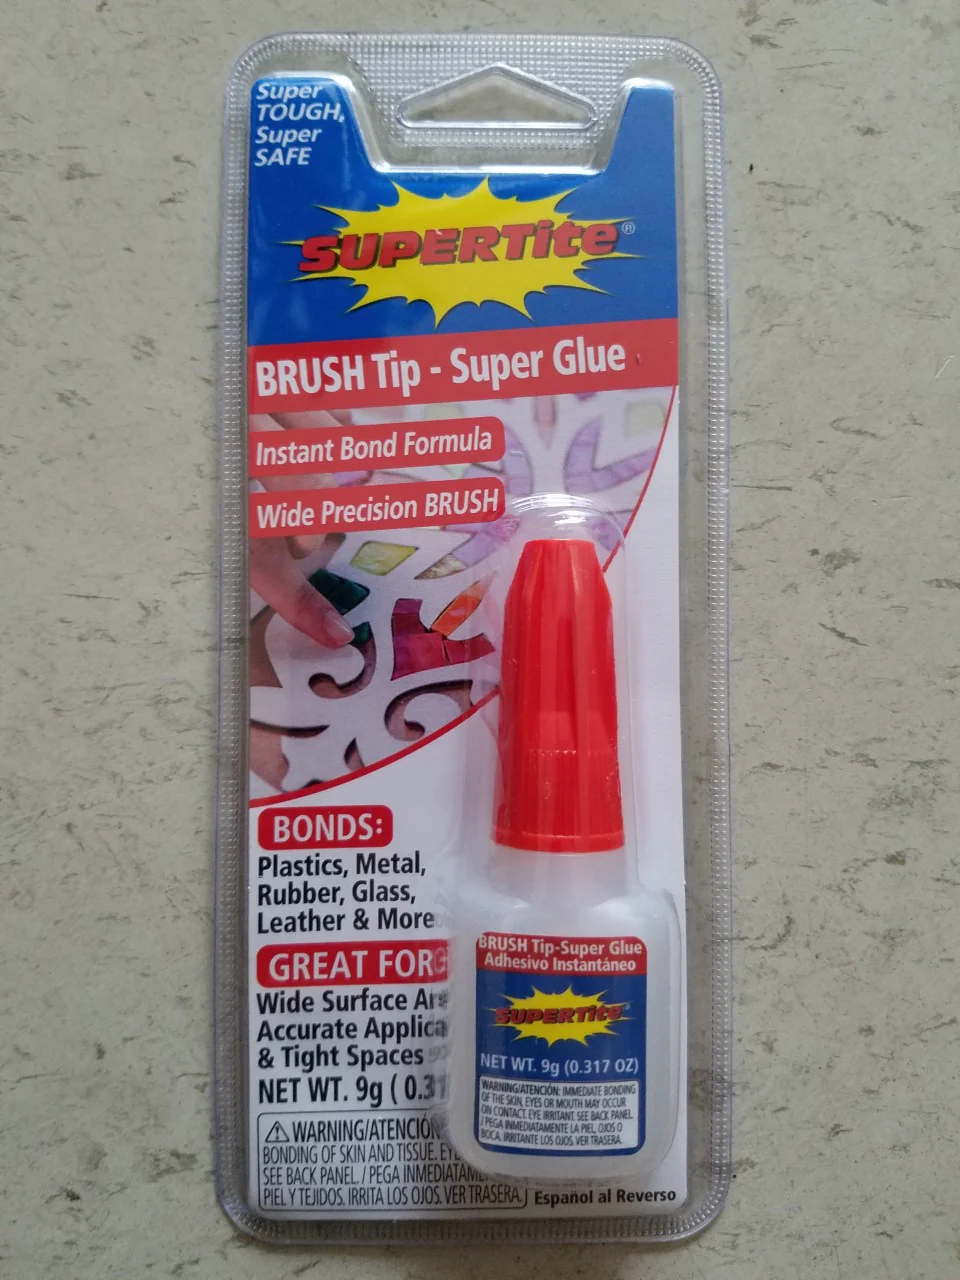 Super
TOUGH,
Super
SAFE
SUPERTite®
BRUSH Tip - Super Glue
Instant Bond Formula
Wide Precision BRUSH
BONDS:
Plastics, Metal,
Rubber, Glass,
Leather & More
GREAT FOR
Wide Surface
Accurate
& Tight Spaces
NET WT. 9g ( 0.31
WARNING/ATENCIÓN
BONDING OF SKIN AND TISSUE.
SEE BACK PANEL. / PEGA
PIEL Y TEJIDOS. IRRITA LOS OJOS. VER TRASERA.
Español al Reverso
BRUSH Tip-Super Glue
Adhesivo Instantáneo
SUPERTite
NET WT. 9g (0.317 OZ)
WARNING/ATENCIÓN: IMMEDIATE BONDING
OF THE SKIN, EYES OR MOUTH MAY OCCUR
ON CONTACT. EYE IRRITANT. SEE BACK PANEL.
/ PEGA INMEDIATAMENTE LA PIEL, OJOS O
BOCA. IRRITANTE LOS OJOS. VER TRASERA.